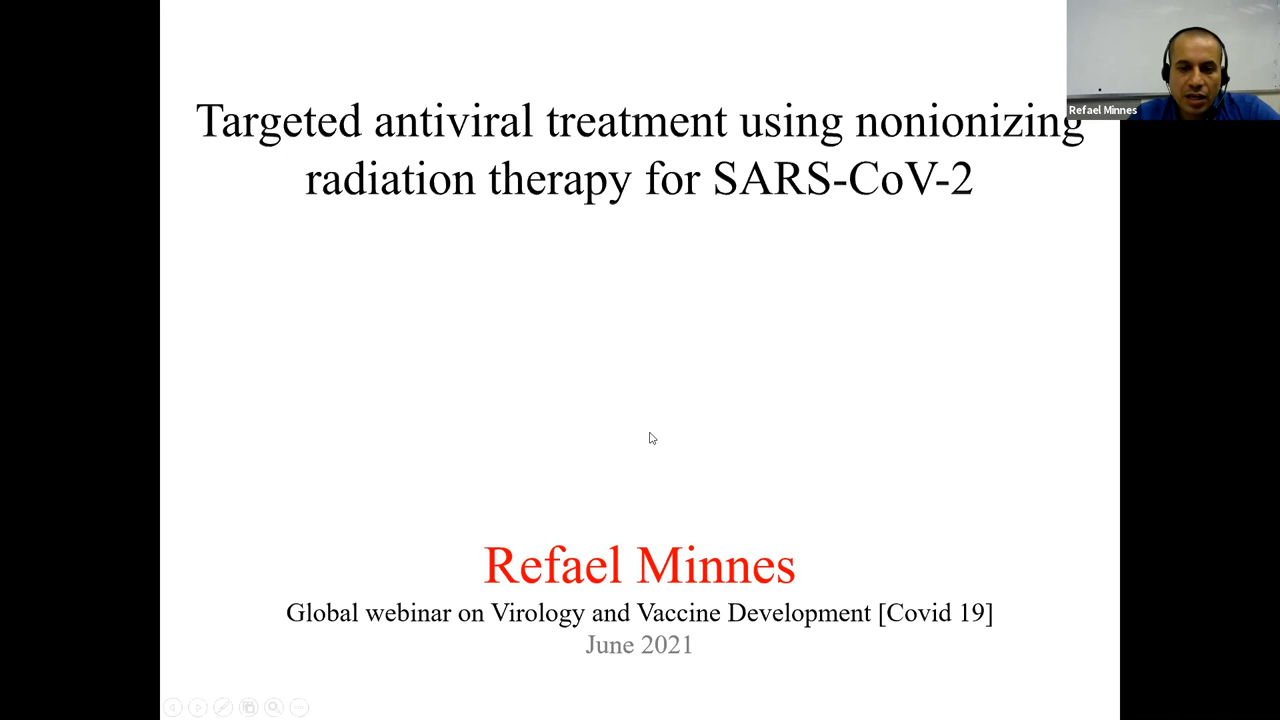 Targeted antiviral treatment using nonionizing
radiation therapy for SARS-CoV-2
Refael Minnes
Refael Minnes
Global webinar on Virology and Vaccine Development [Covid 19]
June 2021